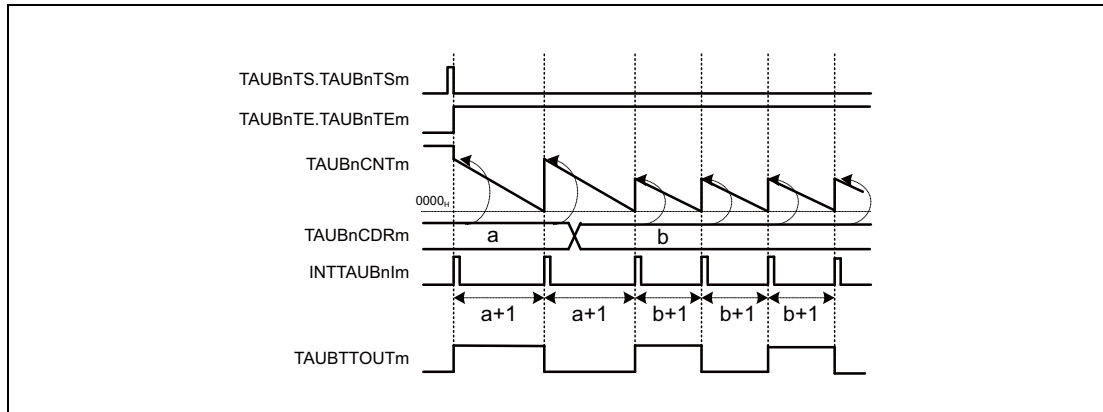 TAUBnTS.TAUBnTSm
TAUBnTE.TAUBnTEm
TAUBnCNTm
0000H
TAUBnCDRm
a
b
INTTAUBnIm
a+1
a+1
b+1
b+1
b+1
TAUBTTOUTm